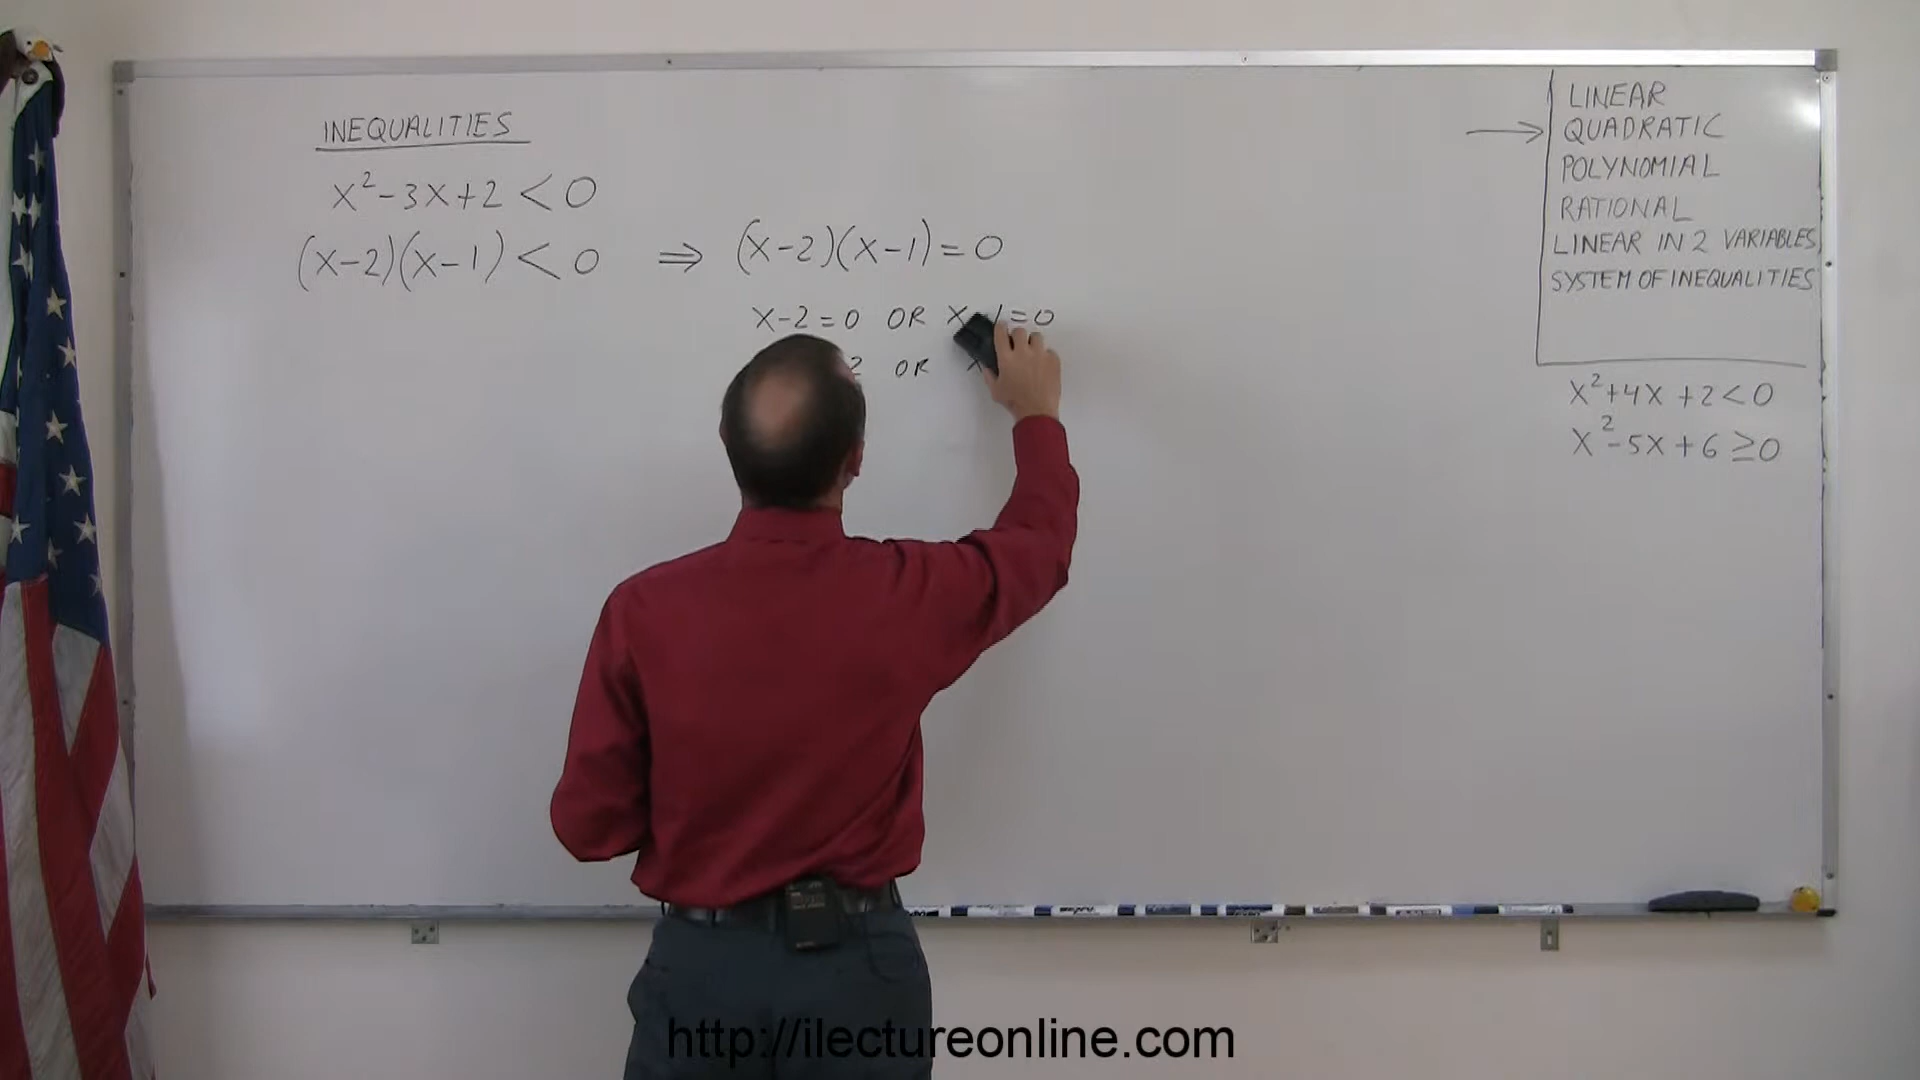 INEQUALITIES
x²-3x+2<0
(x-2)(x-1)<0 ⇒ (x-2)(x-1)=0
x-2=0 OR x-1=0
2 OR x
LINEAR
→ QUADRATIC
POLYNOMIAL
RATIONAL
LINEAR IN 2 VARIABLES
SYSTEM OF INEQUALITIES
x²+4x+2<0
x²-5x+6≥0
http://ilectureonline.com